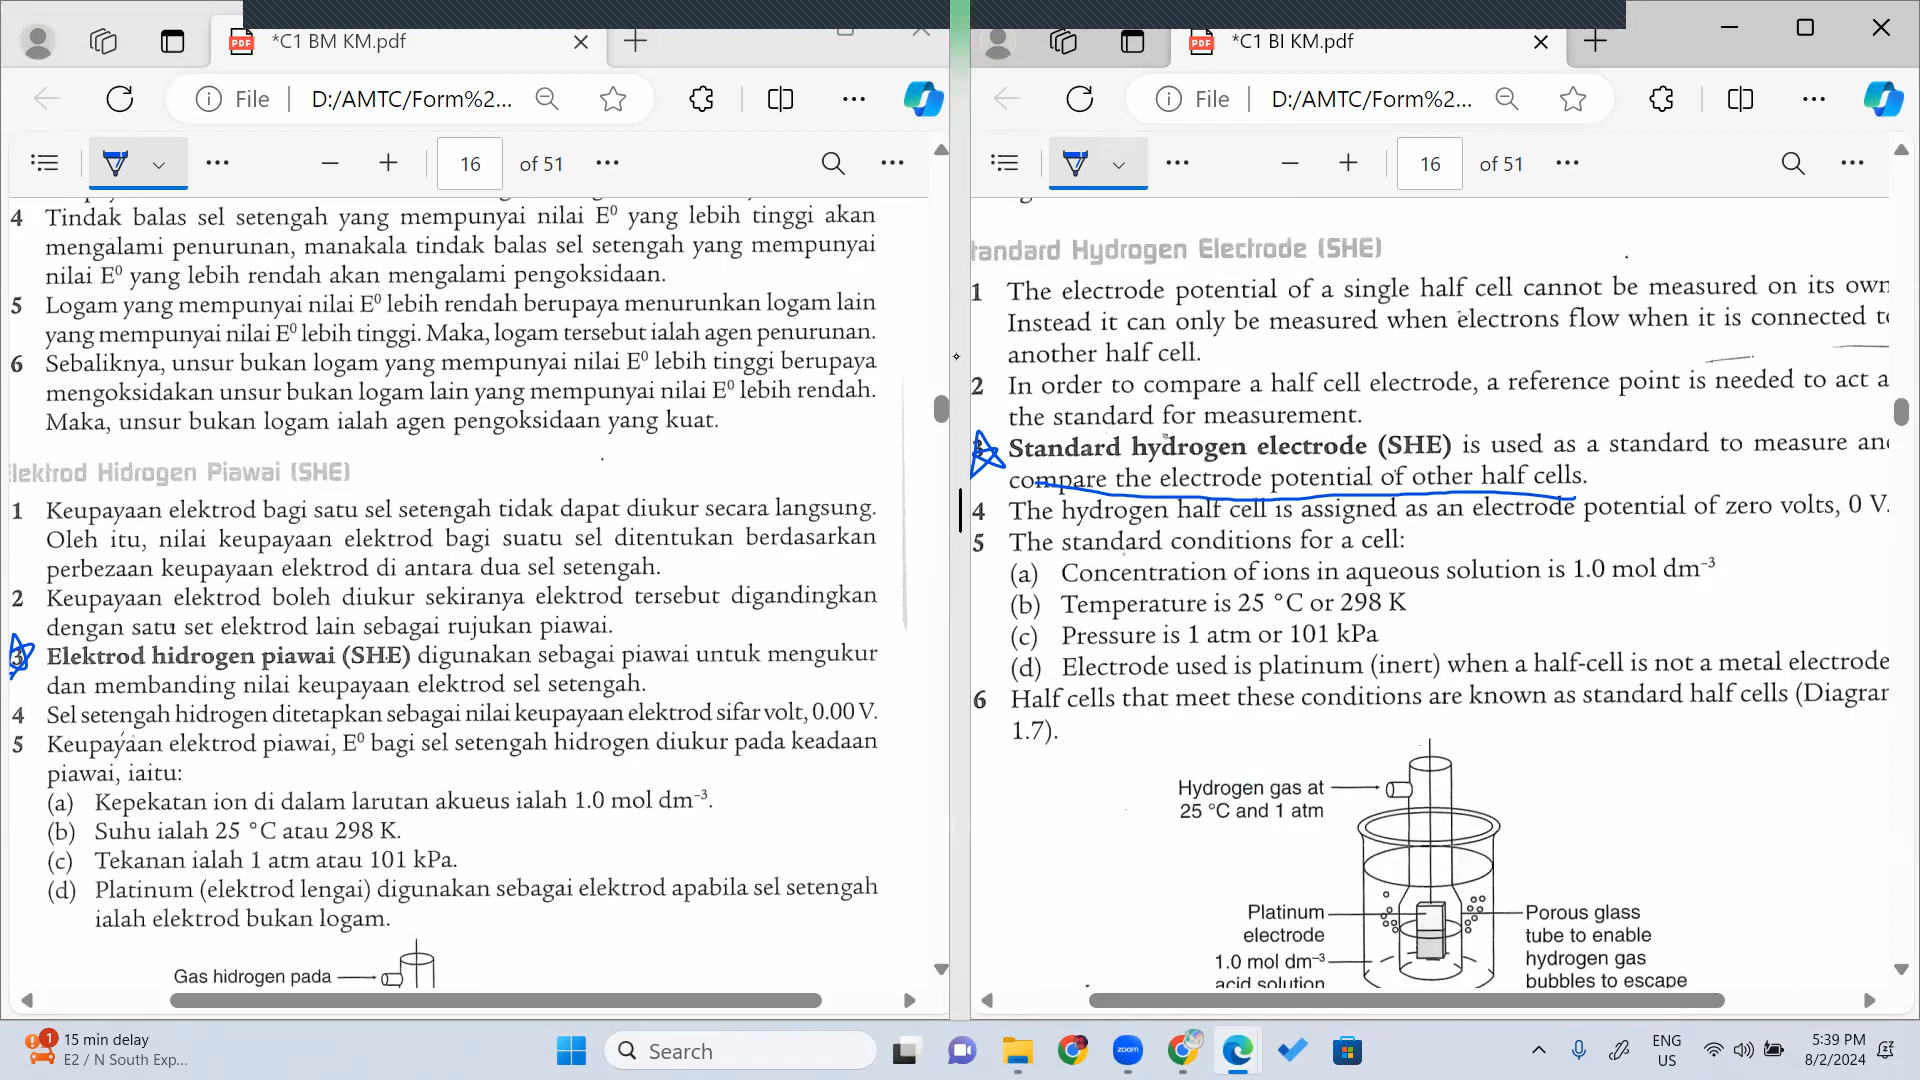 *C1 BM KM.pdf
File
D:/AMTC/Form%2...
16 of 51
4 Tindak balas sel setengah yang mempunyai nilai E⁰ yang lebih tinggi akan
mengalami penurunan, manakala tindak balas sel setengah yang mempunyai
nilai E⁰ yang lebih rendah akan mengalami pengoksidaan.
5 Logam yang mempunyai nilai E⁰ lebih rendah berupaya menurunkan logam lain
yang mempunyai nilai E⁰ lebih tinggi. Maka, logam tersebut ialah agen penurunan.
6 Sebaliknya, unsur bukan logam yang mempunyai nilai E⁰ lebih tinggi berupaya
mengoksidakan unsur bukan logam lain yang mempunyai nilai E⁰ lebih rendah.
Maka, unsur bukan logam ialah agen pengoksidaan yang kuat.
Elektrod Hidrogen Piawai (SHE)
1 Keupayaan elektrod bagi satu sel setengah tidak dapat diukur secara langsung.
Oleh itu, nilai keupayaan elektrod bagi suatu sel ditentukan berdasarkan
perbezaan keupayaan elektrod di antara dua sel setengah.
2 Keupayaan elektrod boleh diukur sekiranya elektrod tersebut digandingkan
dengan satu set elektrod lain sebagai rujukan piawai.
3 Elektrod hidrogen piawai (SHE) digunakan sebagai piawai untuk mengukur
dan membanding nilai keupayaan elektrod sel setengah.
4 Sel setengah hidrogen ditetapkan sebagai nilai keupayaan elektrod sifar volt, 0.00 V.
5 Keupayaan elektrod piawai, E⁰ bagi sel setengah hidrogen diukur pada keadaan
piawai, iaitu:
(a) Kepekatan ion di dalam larutan akueus ialah 1.0 mol dm⁻³.
(b) Suhu ialah 25 °C atau 298 K.
(c) Tekanan ialah 1 atm atau 101 kPa.
(d) Platinum (elektrod lengai) digunakan sebagai elektrod apabila sel setengah
ialah elektrod bukan logam.
Gas hidrogen pada
*C1 BI KM.pdf
File
D:/AMTC/Form%2...
16 of 51
tandard Hydrogen Electrode (SHE)
1 The electrode potential of a single half cell cannot be measured on its own
Instead it can only be measured when electrons flow when it is connected to
another half cell.
2 In order to compare a half cell electrode, a reference point is needed to act a
the standard for measurement.
3 Standard hydrogen electrode (SHE) is used as a standard to measure and
compare the electrode potential of other half cells.
4 The hydrogen half cell is assigned as an electrode potential of zero volts, 0 V.
5 The standard conditions for a cell:
(a) Concentration of ions in aqueous solution is 1.0 mol dm⁻³
(b) Temperature is 25 °C or 298 K
(c) Pressure is 1 atm or 101 kPa
(d) Electrode used is platinum (inert) when a half-cell is not a metal electrode
6 Half cells that meet these conditions are known as standard half cells (Diagram
1.7).
Hydrogen gas at
25 °C and 1 atm
Platinum
electrode
1.0 mol dm⁻³
acid solution
Porous glass
tube to enable
hydrogen gas
bubbles to escape
15 min delay
E2 / N South Exp...
Search
zoom
ENG
US
5:39 PM
8/2/2024